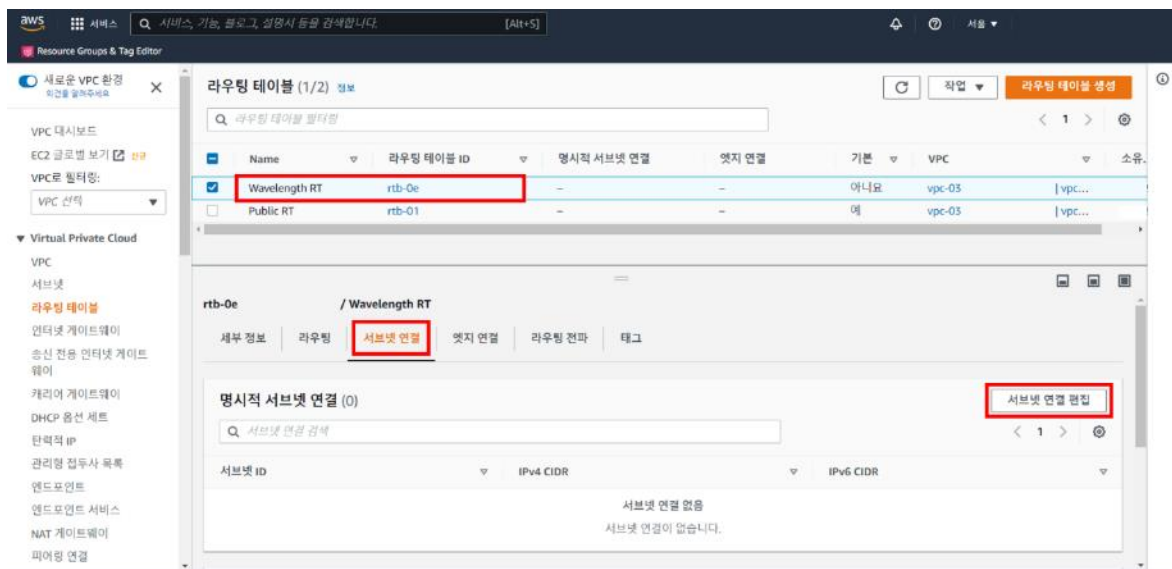 aws 서비스 서비스, 기능, 블로그, 설명서 등을 검색합니다. [Alt+S] 서울 ▼
Resource Groups & Tag Editor
새로운 VPC 환경
의견을 알려주세요
라우팅 테이블 (1/2) 정보
작업 ▼
라우팅 테이블 생성
라우팅 테이블 필터링
1
VPC 대시보드
EC2 글로벌 보기 신규
VPC로 필터링:
VPC 선택
Name 라우팅 테이블 ID 명시적 서브넷 연결 엣지 연결 기본 VPC 소유.
Wavelength RT rtb-0e – – 아니요 vpc-03 | vpc...
Public RT rtb-01 – – 예 vpc-03 | vpc...
▼ Virtual Private Cloud
VPC
서브넷
라우팅 테이블
인터넷 게이트웨이
송신 전용 인터넷 게이트
웨이
캐리어 게이트웨이
DHCP 옵션 세트
탄력적 IP
관리형 접두사 목록
엔드포인트
엔드포인트 서비스
NAT 게이트웨이
피어링 연결
rtb-0e / Wavelength RT
세부 정보 라우팅 서브넷 연결 엣지 연결 라우팅 전파 태그
명시적 서브넷 연결 (0)
서브넷 연결 편집
서브넷 연결 검색
1
서브넷 ID IPv4 CIDR IPv6 CIDR
서브넷 연결 없음
서브넷 연결이 없습니다.